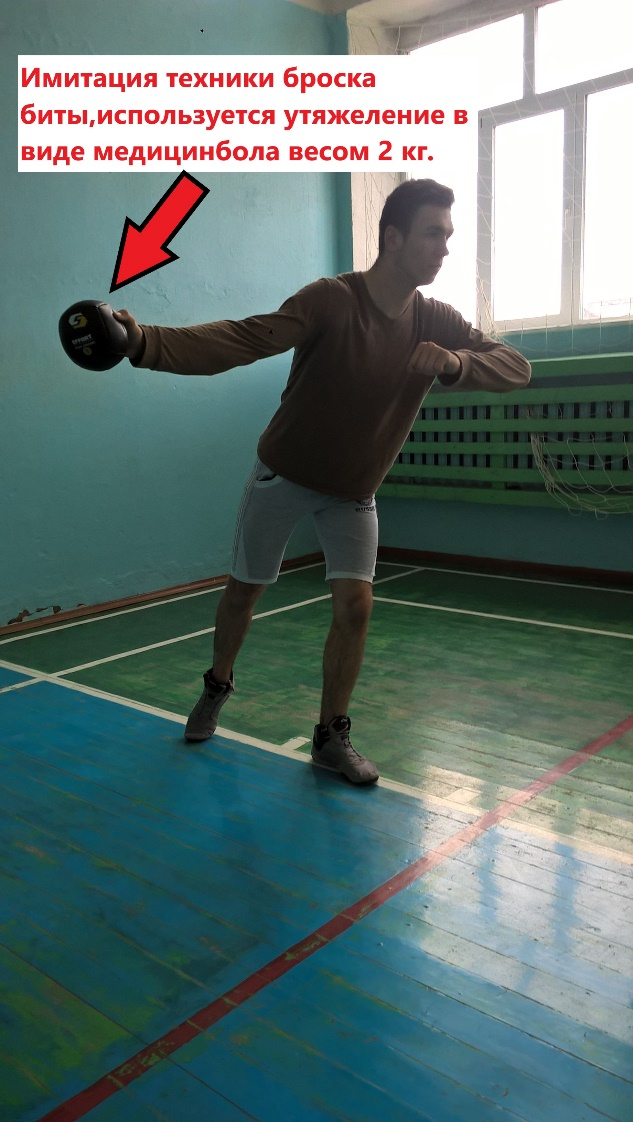 Имитация техники броска
биты,используется утяжеление в
виде медицинбола весом 2 кг.